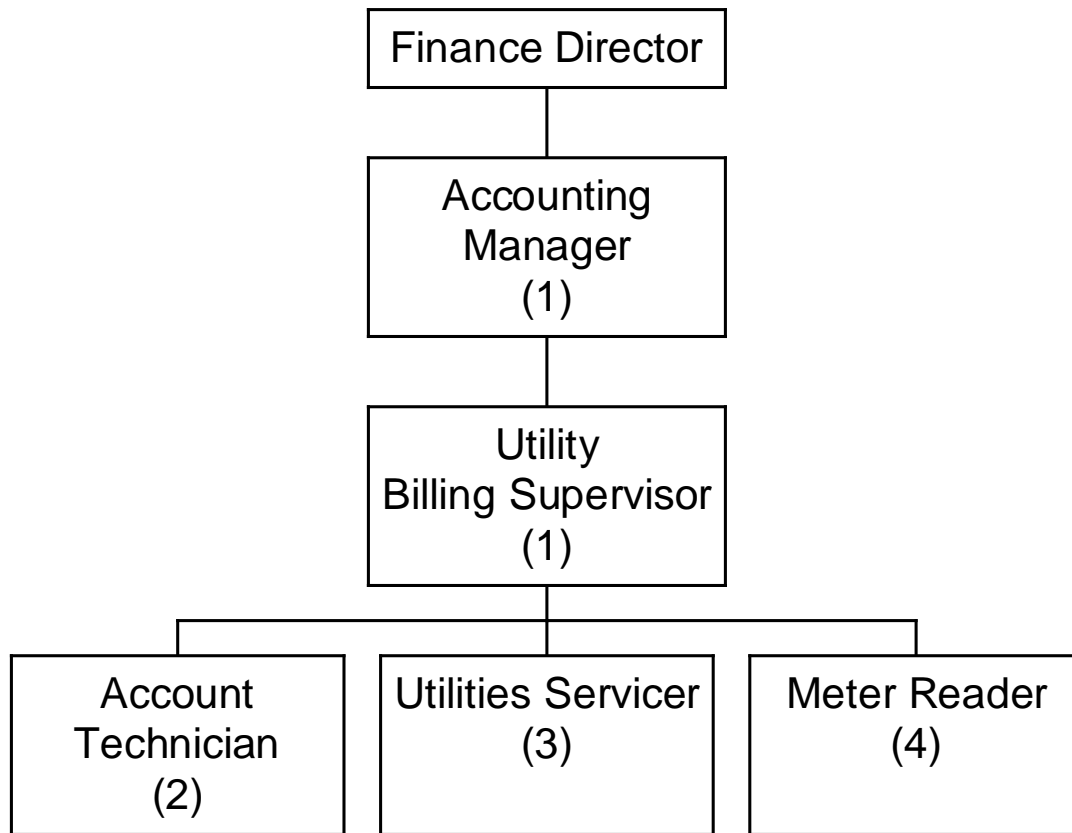 Finance Director
Accounting
Manager
(1)
Utility
Billing Supervisor
(1)
Account
Technician
(2)
Utilities Servicer
(3)
Meter Reader
(4)